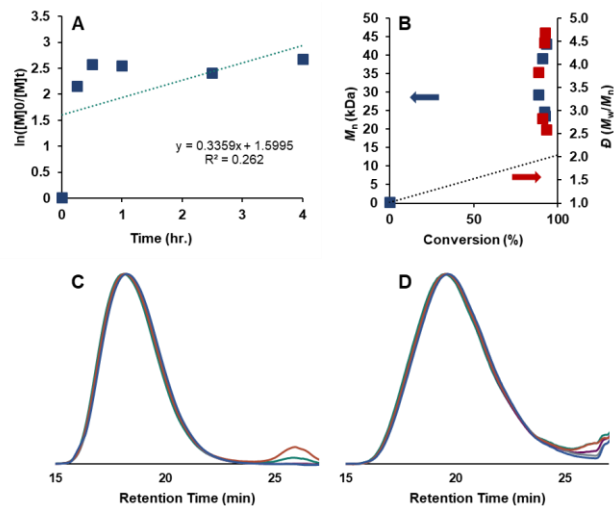 A
ln([M]0/[M]t)
3.5
3.0
2.5
2.0
1.5
1.0
0.5
0.0
y = 0.3359x + 1.5995
R² = 0.262
0 1 2 3 4
Time (hr.)
B
Mn (kDa)
50
45
40
35
30
25
20
15
10
5
0
5.0
4.5
4.0
3.5
3.0
2.5
2.0
1.5
1.0
Đ (Mw/Mn)
0 50 100
Conversion (%)
C
15 20 25
Retention Time (min)
D
15 20 25
Retention Time (min)